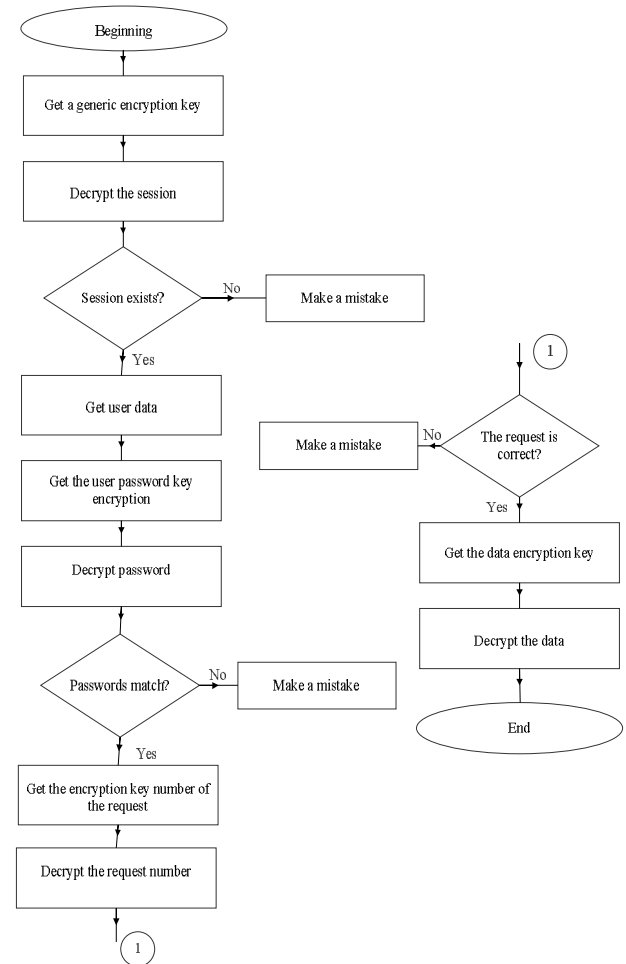 Beginning
Get a generic encryption key
Decrypt the session
Session exists?
No
Make a mistake
Yes
Get user data
Get the user password key
encryption
Decrypt password
Passwords match?
No
Make a mistake
Yes
Get the encryption key number of
the request
Decrypt the request number
1
1
The request is
correct?
No
Make a mistake
Yes
Get the data encryption key
Decrypt the data
End